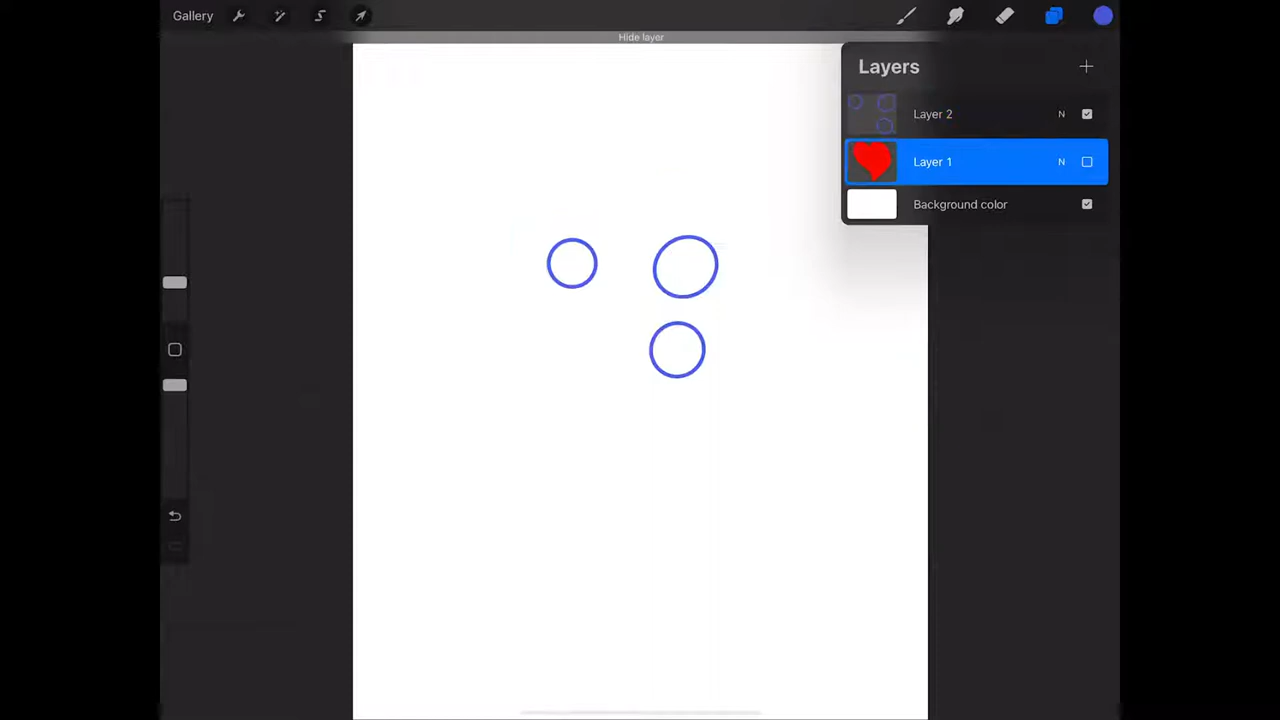 Gallery
Hide layer
Layers
Layer 2 N
Layer 1 N
Background color